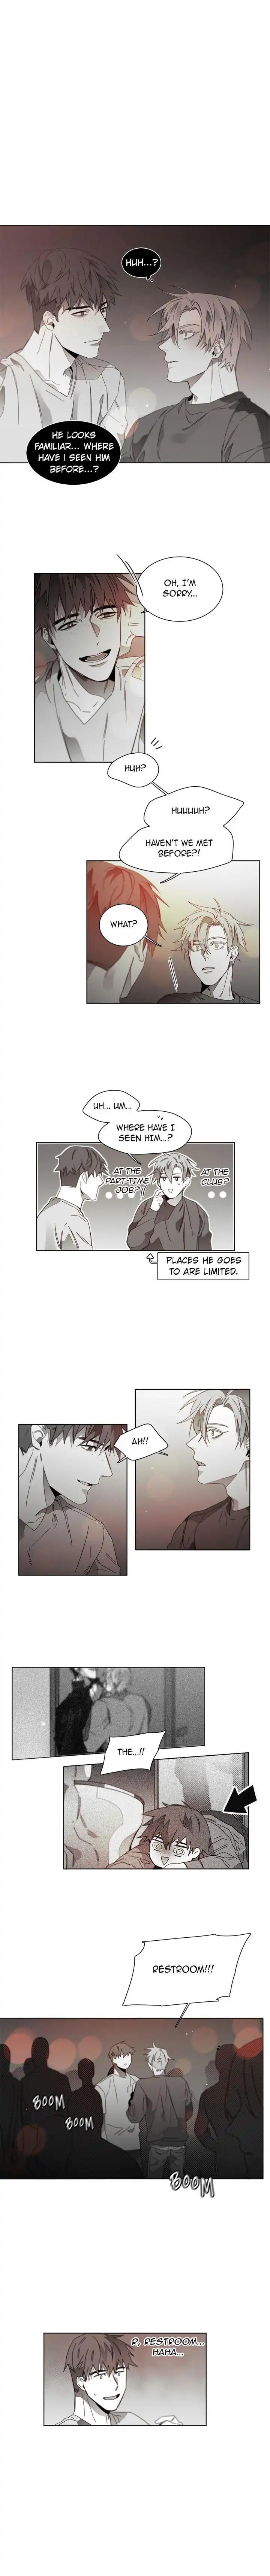 HUH...?
HE LOOKS
FAMILIAR... WHERE
HAVE I SEEN HIM
BEFORE...?
OH, I'M
SORRY...
HUH?
HUUUUH?
HAVEN'T WE MET
BEFORE?!
WHAT?
UH... UM...
WHERE HAVE I
SEEN HIM...?
AT THE
PART-TIME
JOB?
AT THE
CLUB?
PLACES HE GOES
TO ARE LIMITED.
AH!!
THE...!!
RESTROOM!!!
BOOM
BOOM
BOOM
R, RESTROOM...
HAHA...